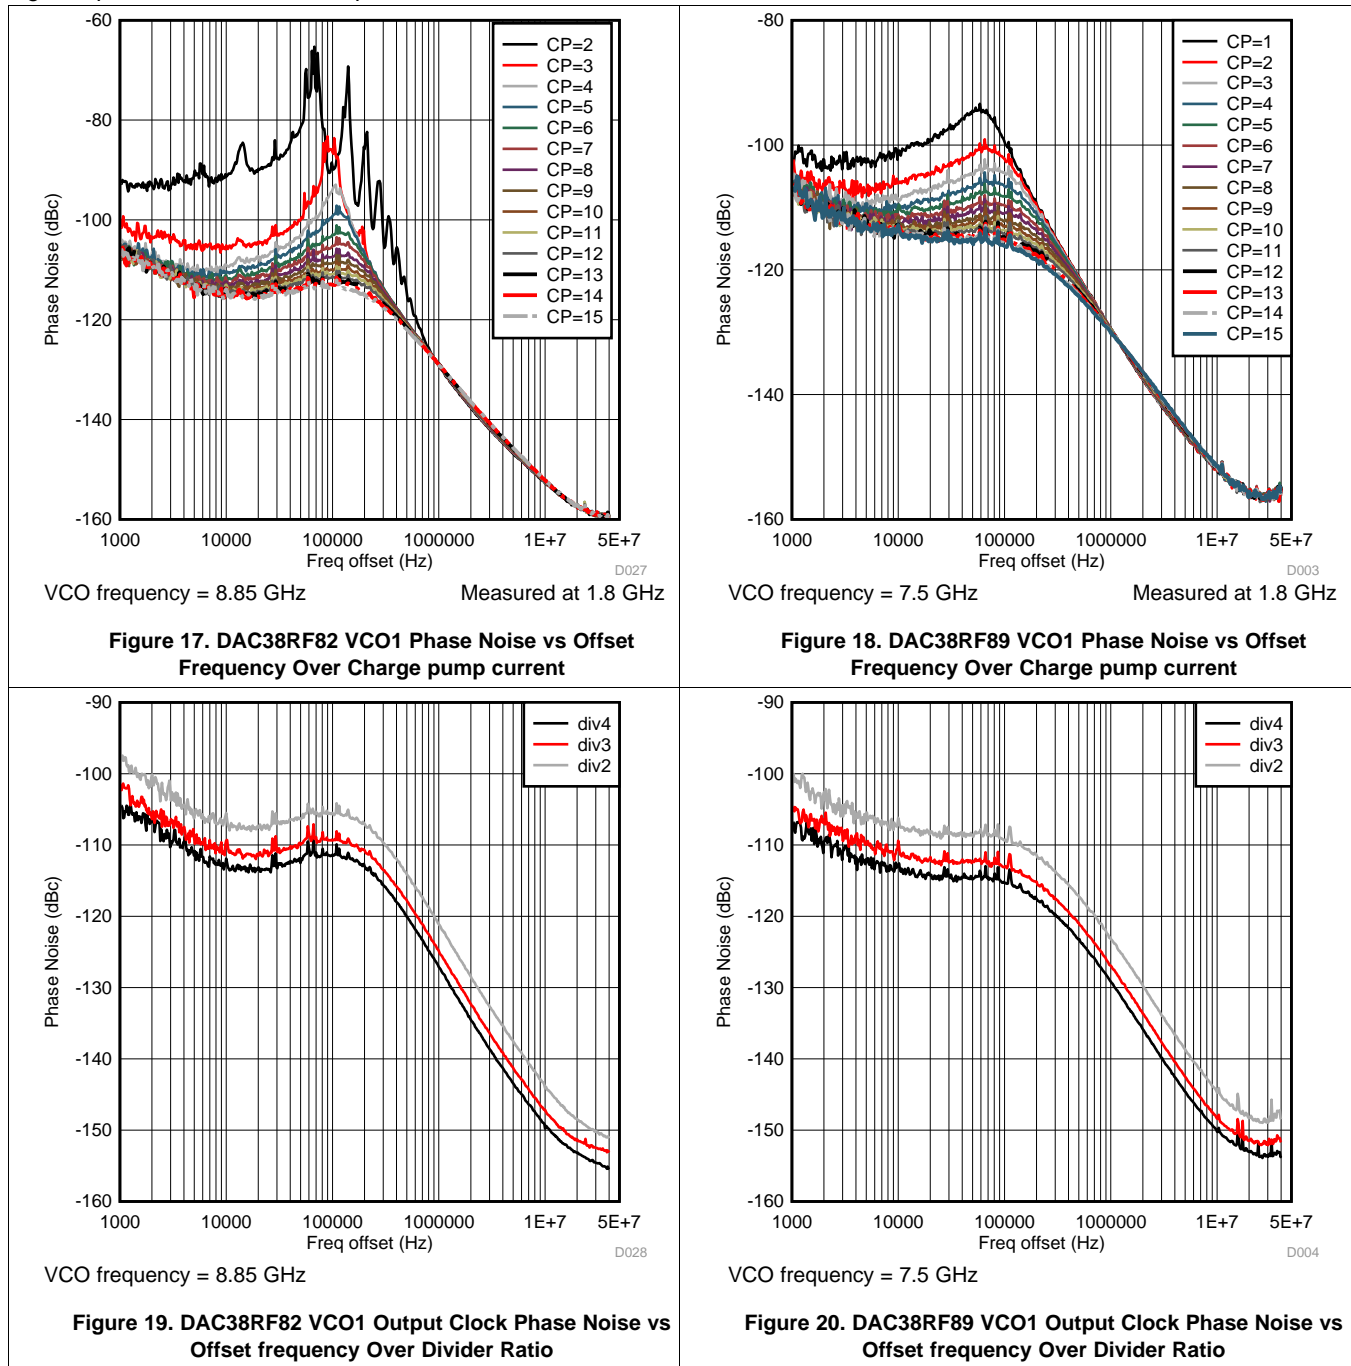 -60
-80
-100
-120
-140
-160
Phase Noise (dBc)
CP=2
CP=3
CP=4
CP=5
CP=6
CP=7
CP=8
CP=9
CP=10
CP=11
CP=12
CP=13
CP=14
CP=15
1000 10000 100000 1000000 1E+7 5E+7
Freq offset (Hz)
D027
VCO frequency = 8.85 GHz Measured at 1.8 GHz
Figure 17. DAC38RF82 VCO1 Phase Noise vs Offset
Frequency Over Charge pump current
-80
-100
-120
-140
-160
Phase Noise (dBc)
CP=1
CP=2
CP=3
CP=4
CP=5
CP=6
CP=7
CP=8
CP=9
CP=10
CP=11
CP=12
CP=13
CP=14
CP=15
1000 10000 100000 1000000 1E+7 5E+7
Freq offset (Hz)
D003
VCO frequency = 7.5 GHz Measured at 1.8 GHz
Figure 18. DAC38RF89 VCO1 Phase Noise vs Offset
Frequency Over Charge pump current
-90
-100
-110
-120
-130
-140
-150
-160
Phase Noise (dBc)
div4
div3
div2
1000 10000 100000 1000000 1E+7 5E+7
Freq offset (Hz)
D028
VCO frequency = 8.85 GHz
Figure 19. DAC38RF82 VCO1 Output Clock Phase Noise vs
Offset frequency Over Divider Ratio
-90
-100
-110
-120
-130
-140
-150
-160
Phase Noise (dBc)
div4
div3
div2
1000 10000 100000 1000000 1E+7 5E+7
Freq offset (Hz)
D004
VCO frequency = 7.5 GHz
Figure 20. DAC38RF89 VCO1 Output Clock Phase Noise vs
Offset frequency Over Divider Ratio